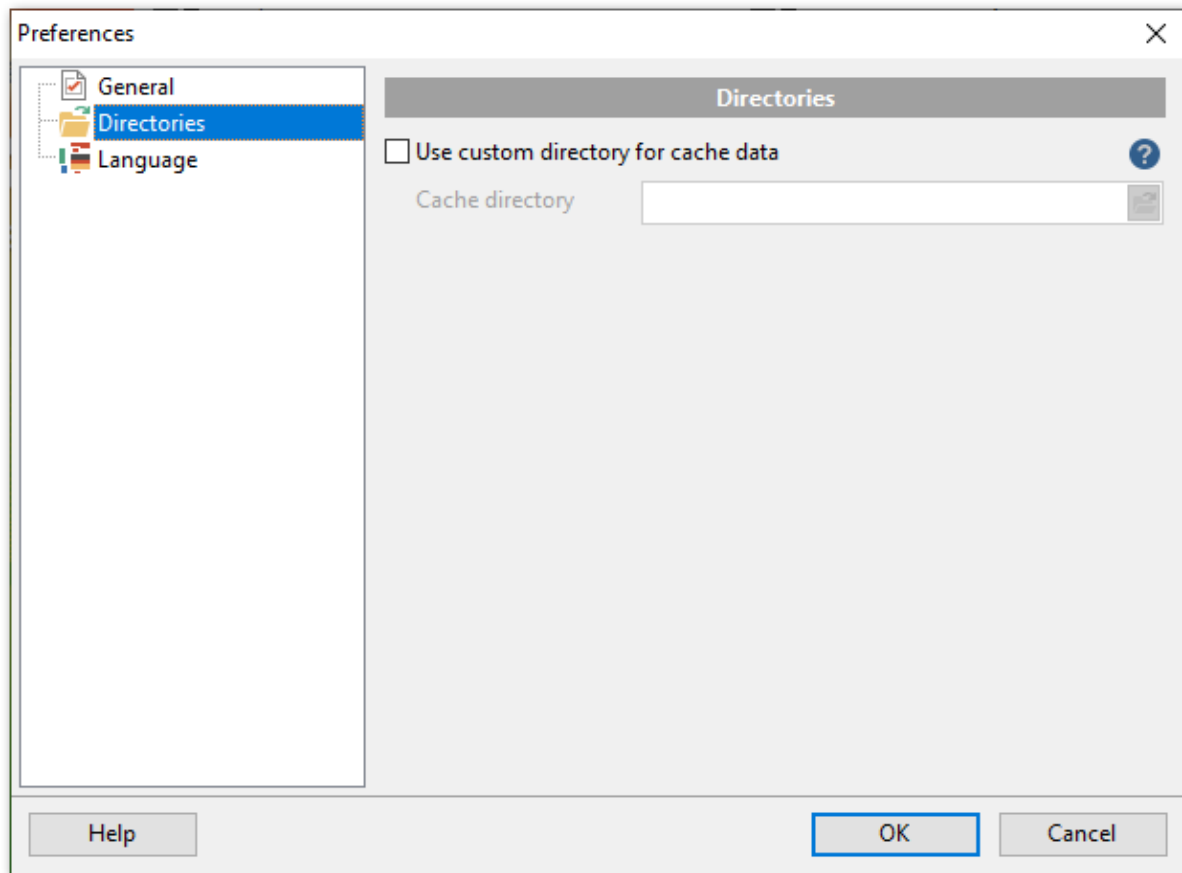 Preferences
General
Directories
Language
Directories
Use custom directory for cache data
?
Cache directory
Help
OK
Cancel